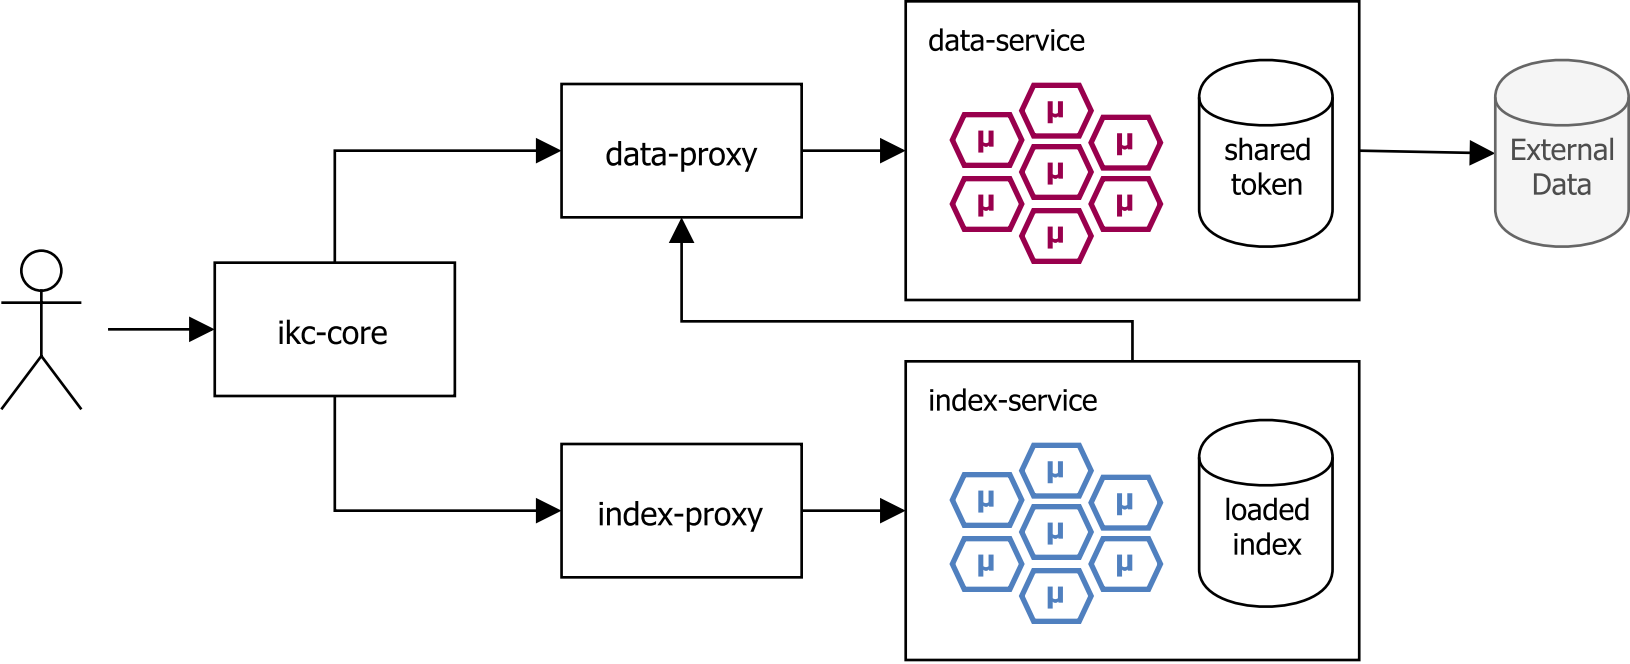 data-service
μ
μ
μ
μ
μ
μ
μ
shared
token
External
Data
data-proxy
ikc-core
index-service
μ
μ
μ
μ
μ
μ
μ
loaded
index
index-proxy